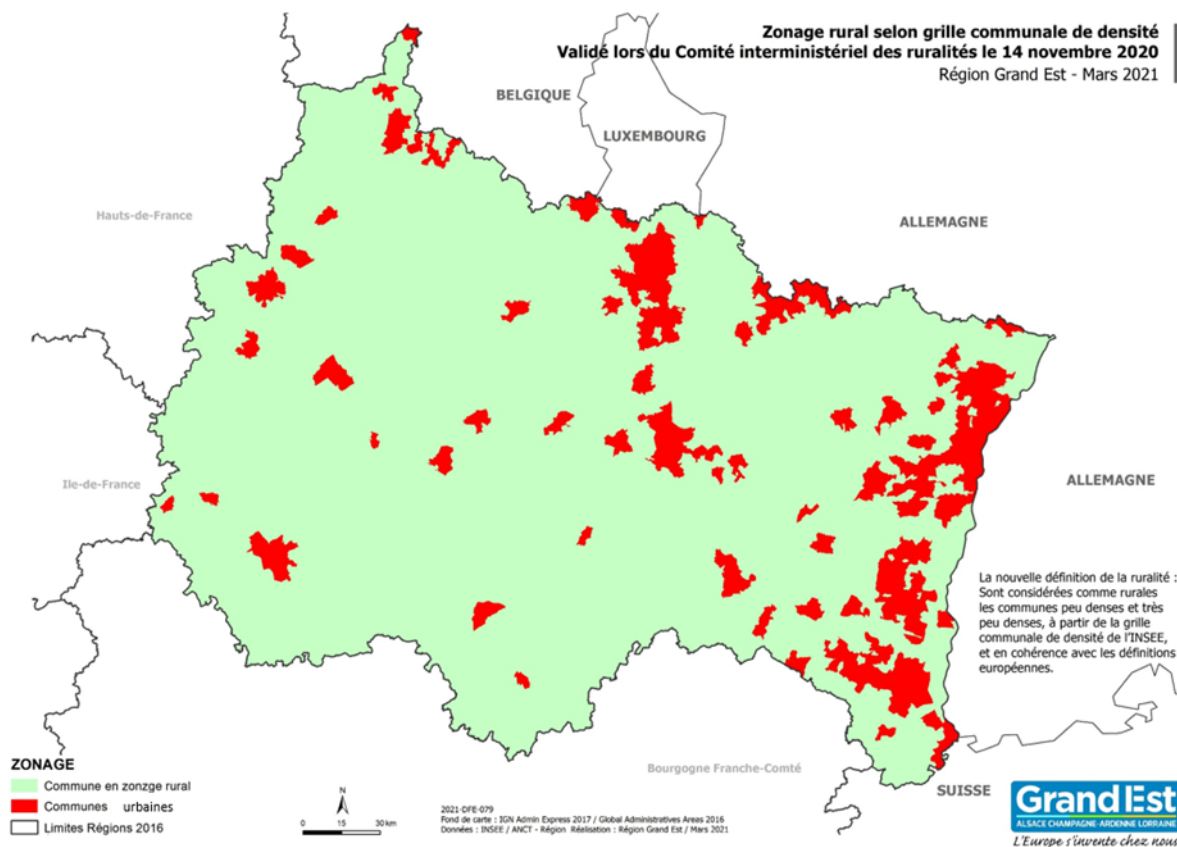 Zonage rural selon grille communale de densité
Validé lors du Comité interministériel des ruralités le 14 novembre 2020
Région Grand Est - Mars 2021
BELGIQUE
LUXEMBOURG
Hauts-de-France
ALLEMAGNE
Ile-de-France
ALLEMAGNE
La nouvelle définition de la ruralité :
Sont considérées comme rurales
les communes peu denses et très
peu denses, à partir de la grille
communale de densité de l'INSEE,
et en cohérence avec les définitions
européennes.
Bourgogne Franche-Comté
SUISSE
ZONAGE
Commune en zonzge rural
Communes urbaines
Limites Régions 2016
N
0 15 30 km
2021-DFE-079
Fond de carte : IGN Admin Express 2017 / Global Administratives Areas 2016
Données : INSEE / ANCT - Région Réalisation : Région Grand Est / Mars 2021
Grand Est
ALSACE CHAMPAGNE-ARDENNE LORRAINE
L'Europe s'invente chez nous